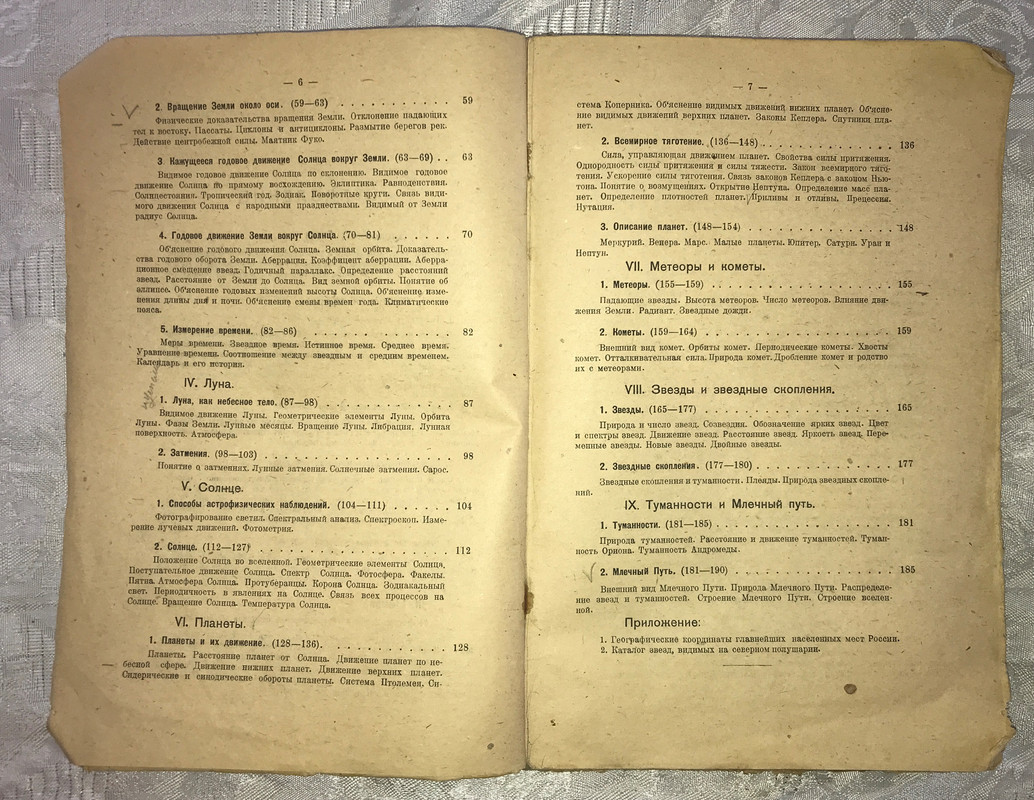 — 6 —
2. Вращение Земли около оси. (59—63) . . . . . . . . . . . 59
Физические доказательства вращения Земли. Отклонение падающих
тел к востоку. Пассаты. Циклоны и антициклоны. Размытие берегов рек.
Действие центробежной силы. Маятник Фуко.
3. Кажущееся годовое движение Солнца вокруг Земли. (63—69) . . 63
Видимое годовое движение Солнца по склонению. Видимое годовое
движение Солнца по прямому восхождению. Эклиптика. Равноденствия.
Солнцестояния. Тропический год. Зодиак. Поворотные круги. Связь види-
мого движения Солнца с народными празднествами. Видимый от Земли
радиус Солнца.
4. Годовое движение Земли вокруг Солнца. (70—81) . . . . . . . 70
Об'яснение годового движения Солнца. Земная орбита. Доказатель-
ства годового оборота Земли. Аберрация. Коэффицент аберрации. Аберра-
ционное смещение звезд. Годичный параллакс. Определение расстояний
звезд. Расстояние от Земли до Солнца. Вид земной орбиты. Понятие об
эллипсе. Об'яснение годовых изменений высоты Солнца. Об'яснение изме-
нения длины дня и ночи. Об'яснение смены времен года. Климатические
пояса.
5. Измерение времени. (82—86) . . . . . . . . . . . . . 82
Меры времени. Звездное время. Истинное время. Среднее время.
Уравнение времени. Соотношение между звездным и средним временем.
Календарь и его история.
IV. Луна.
1. Луна, как небесное тело. (87—98) . . . . . . . . . . . . 87
Видимое движение Луны. Геометрические элементы Луны. Орбита
Луны. Фазы Земли. Лунные месяцы. Вращение Луны. Либрация. Лунная
поверхность. Атмосфера.
2. Затмения. (98—103) . . . . . . . . . . . . . . . . . 98
Понятие о затмениях. Лунные затмения. Солнечные затмения. Сарос.
V. Солнце.
1. Способы астрофизических наблюдений. (104—111) . . . . . . 104
Фотографирование светил. Спектральный анализ. Спектроскоп. Изме-
рение лучевых движений. Фотометрия.
2. Солнце. (112—127) . . . . . . . . . . . . . . . . . 112
Положение Солнца во вселенной. Геометрические элементы Солнца.
Поступательное движение Солнца. Спектр Солнца. Фотосфера. Факелы.
Пятна. Атмосфера Солнца. Протуберанцы. Корона Солнца. Зодиакальный
свет. Периодичность в явлениях на Солнце. Связь всех процессов на
Солнце. Вращение Солнца. Температура Солнца.
VI. Планеты.
1. Планеты и их движение. (128—136). . . . . . . . . . . . 128
Планеты. Расстояние планет от Солнца. Движение планет по не-
бесной сфере. Движение нижних планет. Движение верхних планет.
Сидерические и синодические обороты планеты. Система Птолемея. Си-
— 7 —
стема Коперника. Об'яснение видимых движений нижних планет. Об'ясне-
ние видимых движений верхних планет. Законы Кеплера. Спутники пла-
нет.
2. Всемирное тяготение. (136—148) . . . . . . . . . . . . . 136
Сила, управляющая движением планет. Свойства силы притяжения.
Однородность силы притяжения и силы тяжести. Закон всемирного тяго-
тения. Ускорение силы тяготения. Связь законов Кеплера с законом Нью-
тона. Понятие о возмущениях. Открытие Нептуна. Определение масс пла-
нет. Определение плотностей планет. Приливы и отливы. Прецессия.
Нутация.
3. Описание планет. (148—154) . . . . . . . . . . . . . . 148
Меркурий. Венера. Марс. Малые планеты. Юпитер. Сатурн. Уран и
Нептун.
VII. Метеоры и кометы.
1. Метеоры. (155—159) . . . . . . . . . . . . . . . . . 155
Падающие звезды. Высота метеоров. Число метеоров. Влияние дви-
жения Земли. Радиант. Звездные дожди.
2. Кометы. (159—164) . . . . . . . . . . . . . . . . . 159
Внешний вид комет. Орбиты комет. Периодические кометы. Хвосты
комет. Отталкивательная сила. Природа комет. Дробление комет и родство
их с метеорами.
VIII. Звезды и звездные скопления.
1. Звезды. (165—177) . . . . . . . . . . . . . . . . . 165
Природа и число звезд. Созвездия. Обозначение ярких звезд. Цвет
и спектры звезд. Движение звезд. Расстояние звезд. Яркость звезд. Пере-
менные звезды. Новые звезды. Двойные звезды.
2. Звездные скопления. (177—180) . . . . . . . . . . . . . 177
Звездные скопления и туманности. Плеяды. Природа звездных скопле-
ний.
IX. Туманности и Млечный путь.
1. Туманности. (181—185) . . . . . . . . . . . . . . . . 181
Природа туманностей. Расстояние и движение туманностей. Туман-
ность Ориона. Туманность Андромеды.
2. Млечный Путь. (181—190) . . . . . . . . . . . . . . . 185
Внешний вид Млечного Пути. Природа Млечного Пути. Распределе-
ние звезд и туманностей. Строение Млечного Пути. Строение вселен-
ной.
Приложение:
1. Географические координаты главнейших населенных мест России.
2. Каталог звезд, видимых на северном полушарии.